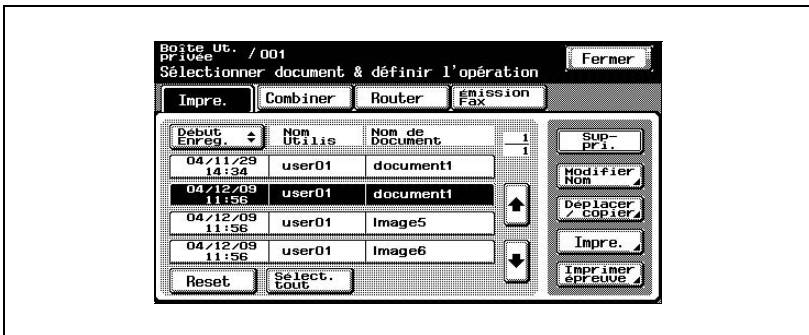 Boîte Ut. privée / 001
Fermer
Sélectionner document & définir l'opération
Impre.
Combiner
Router
Émission Fax
Début Enreg.
Nom Utilis
Nom de Document
1
1
04/11/29 14:34
user01
document1
04/12/09 11:56
user01
document1
04/12/09 11:56
user01
Image5
04/12/09 11:56
user01
Image6
Reset
Sélect. tout
Sup- pri.
Modifier Nom
Déplacer / copier
Impre.
Imprimer épreuve